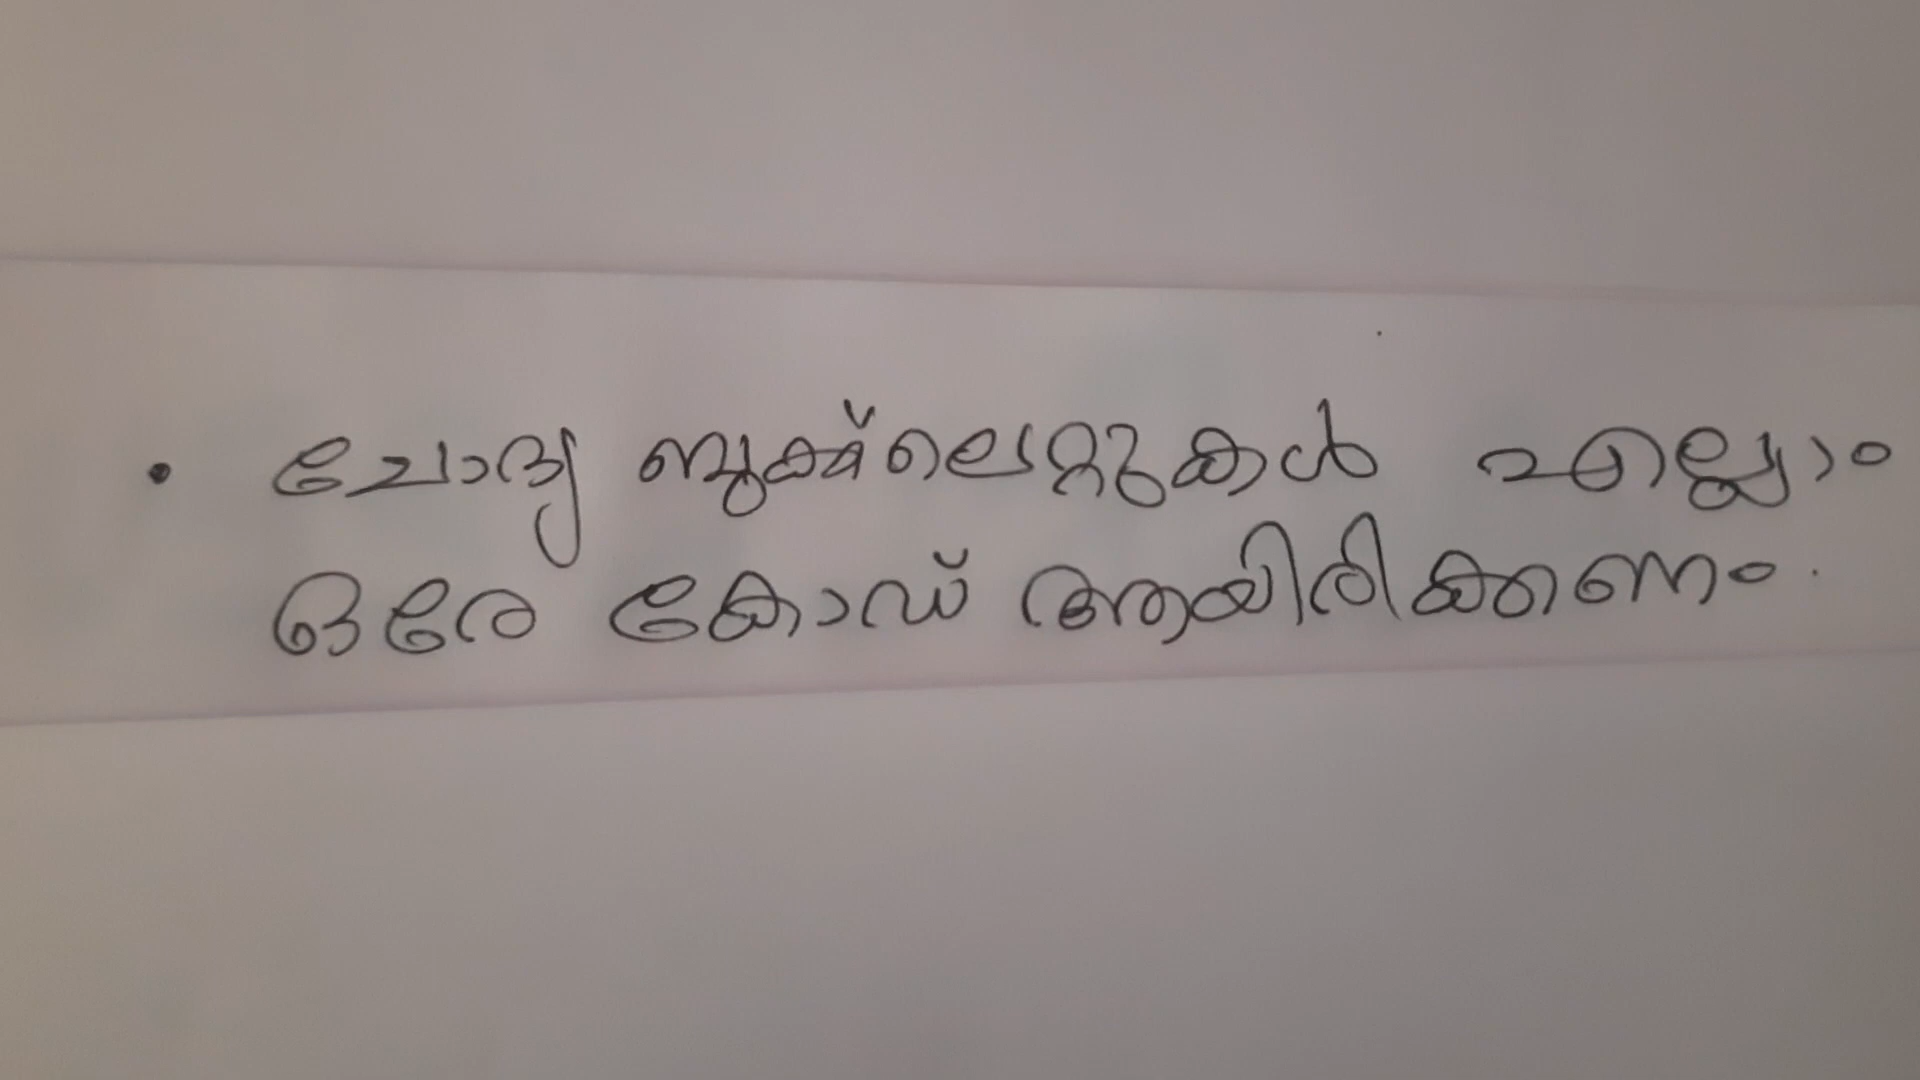 • ചോദ്യ ബുക്ക്ലെറ്റുകൾ എല്ലാം
ഒരേ കോഡ് ആയിരിക്കണം.